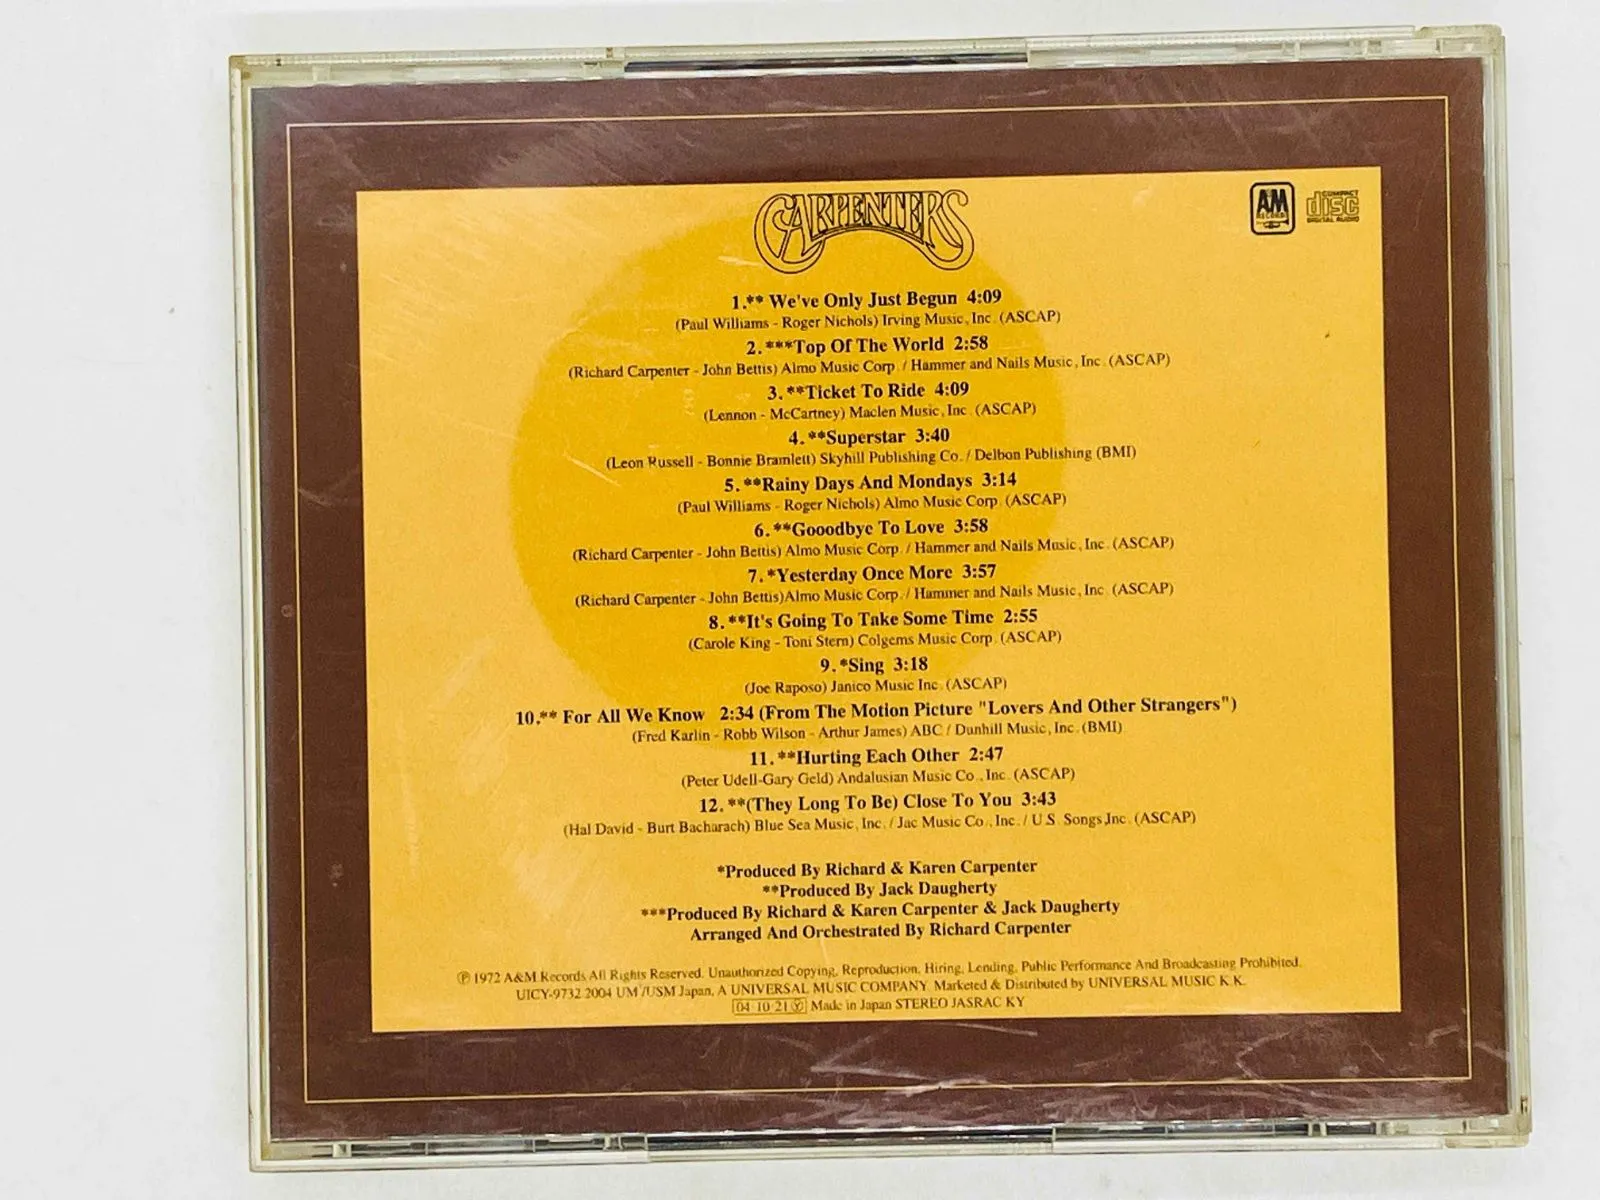 CARPENTERS
AM
RECORDS
COMPACT
disc
DIGITAL AUDIO
1.** We've Only Just Begun 4:09
(Paul Williams - Roger Nichols) Irving Music, Inc. (ASCAP)
2.***Top Of The World 2:58
(Richard Carpenter - John Bettis) Almo Music Corp. / Hammer and Nails Music, Inc. (ASCAP)
3.**Ticket To Ride 4:09
(Lennon - McCartney) Maclen Music, Inc. (ASCAP)
4.**Superstar 3:40
(Leon Russell - Bonnie Bramlett) Skyhill Publishing Co. / Delbon Publishing (BMI)
5.**Rainy Days And Mondays 3:14
(Paul Williams - Roger Nichols) Almo Music Corp. (ASCAP)
6.**Gooodbye To Love 3:58
(Richard Carpenter - John Bettis) Almo Music Corp. / Hammer and Nails Music, Inc. (ASCAP)
7.*Yesterday Once More 3:57
(Richard Carpenter - John Bettis)Almo Music Corp. / Hammer and Nails Music, Inc. (ASCAP)
8.**It's Going To Take Some Time 2:55
(Carole King - Toni Stern) Colgems Music Corp. (ASCAP)
9.*Sing 3:18
(Joe Raposo) Janico Music Inc. (ASCAP)
10.** For All We Know 2:34 (From The Motion Picture "Lovers And Other Strangers")
(Fred Karlin - Robb Wilson - Arthur James) ABC / Dunhill Music, Inc. (BMI)
11.**Hurting Each Other 2:47
(Peter Udell-Gary Geld) Andalusian Music Co., Inc. (ASCAP)
12.**(They Long To Be) Close To You 3:43
(Hal David - Burt Bacharach) Blue Sea Music, Inc. / Jac Music Co., Inc. / U.S. Songs,Inc. (ASCAP)
*Produced By Richard & Karen Carpenter
**Produced By Jack Daugherty
***Produced By Richard & Karen Carpenter & Jack Daugherty
Arranged And Orchestrated By Richard Carpenter
℗ 1972 A&M Records All Rights Reserved. Unauthorized Copying, Reproduction, Hiring, Lending, Public Performance And Broadcasting Prohibited.
UICY-9732 2004 UM³/USM Japan, A UNIVERSAL MUSIC COMPANY. Marketed & Distributed by UNIVERSAL MUSIC K.K.
04·10·21Ⓨ Made in Japan STEREO JASRAC KY